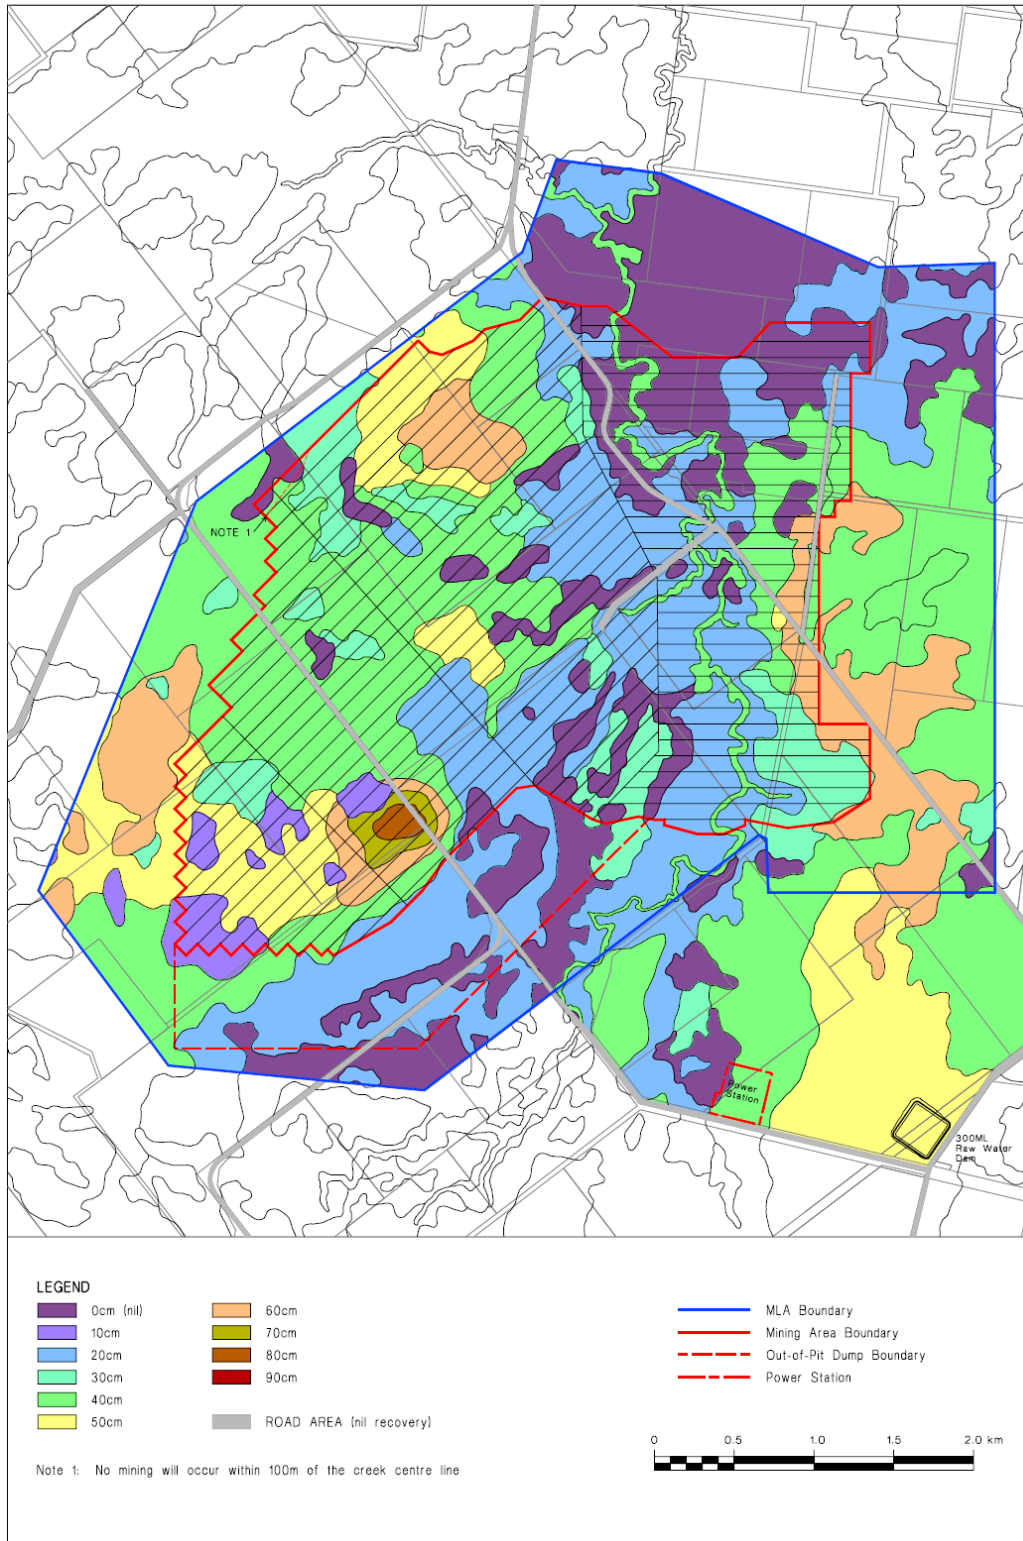 NOTE 1
Power
Station
300ML
Raw Water
Dam
LEGEND
0cm (nil)
10cm
20cm
30cm
40cm
50cm
60cm
70cm
80cm
90cm
ROAD AREA (nil recovery)
MLA Boundary
Mining Area Boundary
Out-of-Pit Dump Boundary
Power Station
0 0.5 1.0 1.5 2.0 km
Note 1: No mining will occur within 100m of the creek centre line